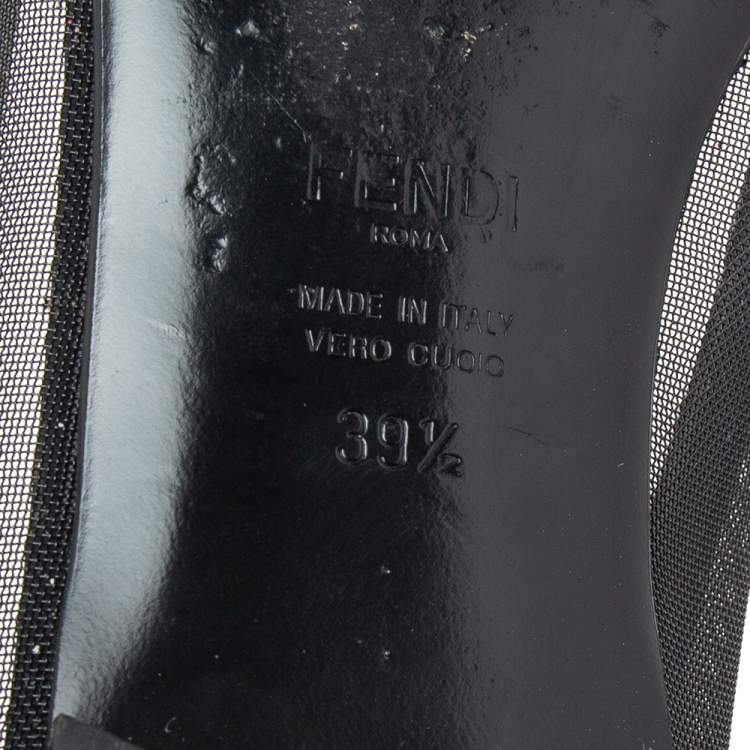 FENDI
ROMA
MADE IN ITALY
VERO CUOIO
39½